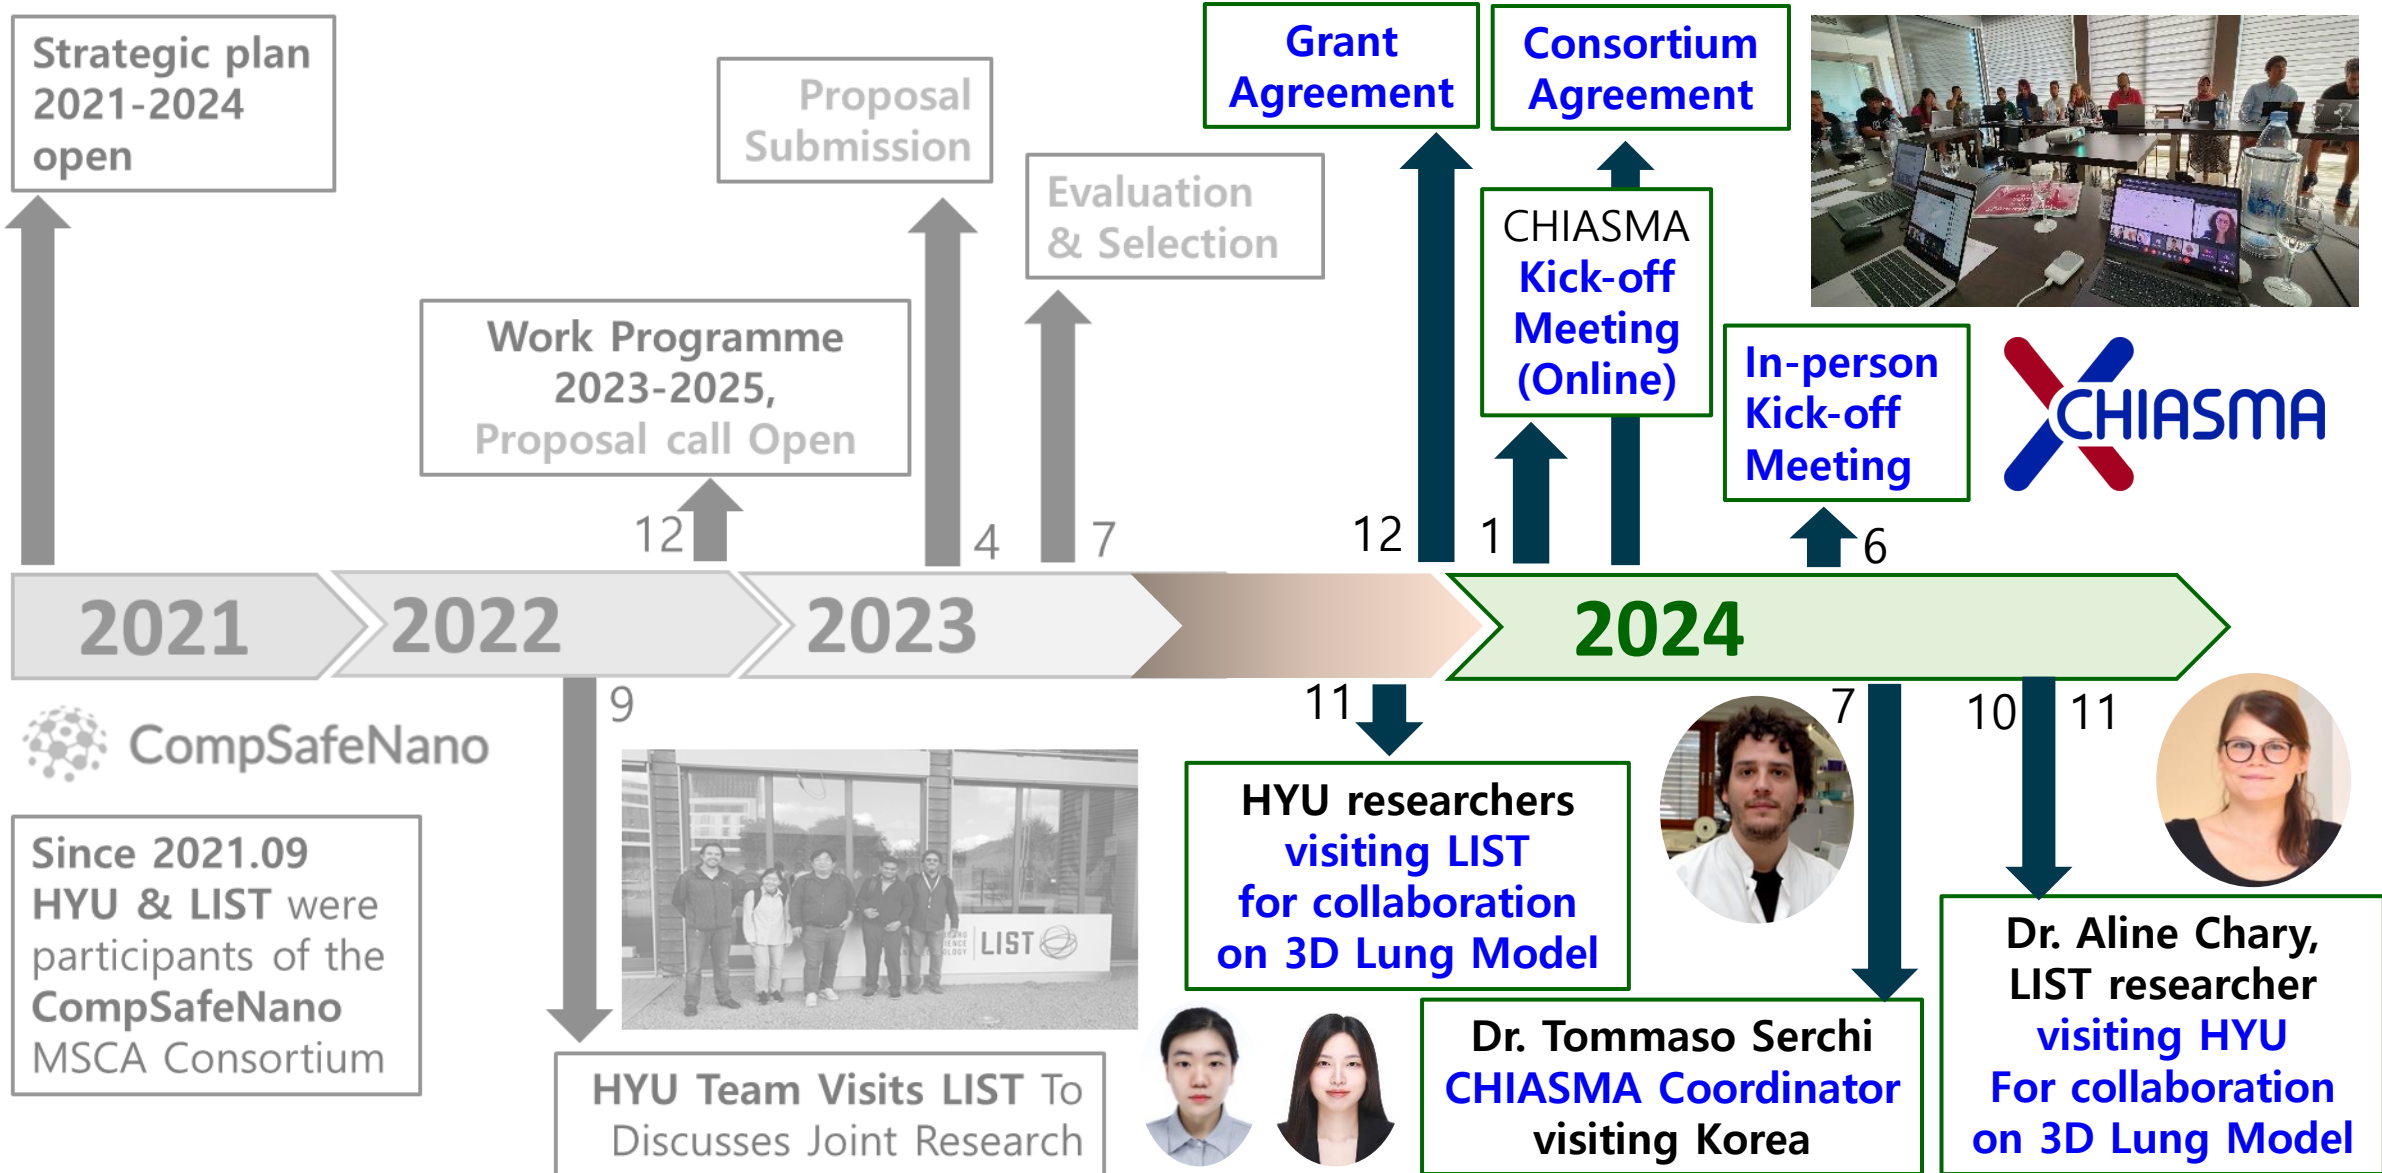 Strategic plan
2021-2024
open
Proposal
Submission
Evaluation
& Selection
Work Programme
2023-2025,
Proposal call Open
Grant
Agreement
Consortium
Agreement
CHIASMA
Kick-off
Meeting
(Online)
In-person
Kick-off
Meeting
CHIASMA
12
4
7
12
1
6
2021
2022
2023
2024
9
11
7
10
11
CompSafeNano
Since 2021.09
HYU & LIST were
participants of the
CompSafeNano
MSCA Consortium
LIST
HYU Team Visits LIST To
Discusses Joint Research
HYU researchers
visiting LIST
for collaboration
on 3D Lung Model
Dr. Tommaso Serchi
CHIASMA Coordinator
visiting Korea
Dr. Aline Chary,
LIST researcher
visiting HYU
For collaboration
on 3D Lung Model